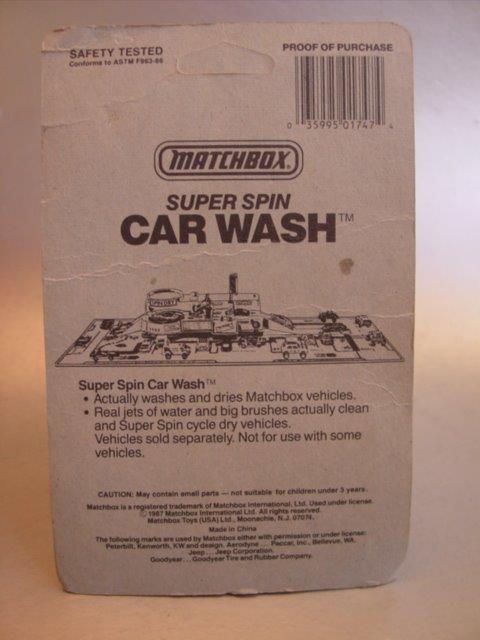 SAFETY TESTED
Conforms to ASTM F963-86
PROOF OF PURCHASE
0 35995 01747 4
MATCHBOX
SUPER SPIN
CAR WASH™
SPIN DRY
Super Spin Car Wash™
• Actually washes and dries Matchbox vehicles.
• Real jets of water and big brushes actually clean
and Super Spin cycle dry vehicles.
Vehicles sold separately. Not for use with some
vehicles.
CAUTION: May contain small parts — not suitable for children under 3 years.
Matchbox is a registered trademark of Matchbox International, Ltd. Used under license.
©1987 Matchbox International Ltd. All rights reserved.
Matchbox Toys (USA) Ltd., Moonachie, N.J. 07074.
Made in China
The following marks are used by Matchbox either with permission or under license:
Peterbilt, Kenworth, KW and design, Aerodyne... Paccar, Inc., Bellevue, WA.
Jeep... Jeep Corporation.
Goodyear... Goodyear Tire and Rubber Company.